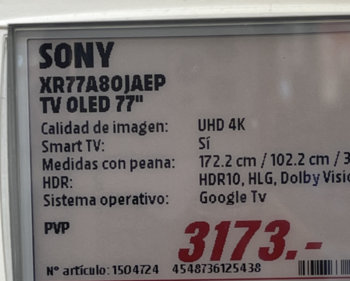 SONY
XR77A80JAEP
TV OLED 77"
Calidad de imagen: UHD 4K
Smart TV: Sí
Medidas con peana: 172.2 cm / 102.2 cm / 3
HDR: HDR10, HLG, Dolby Visio
Sistema operativo: Google Tv
PVP 3173.-
Nº artículo: 1504724 4548736125438